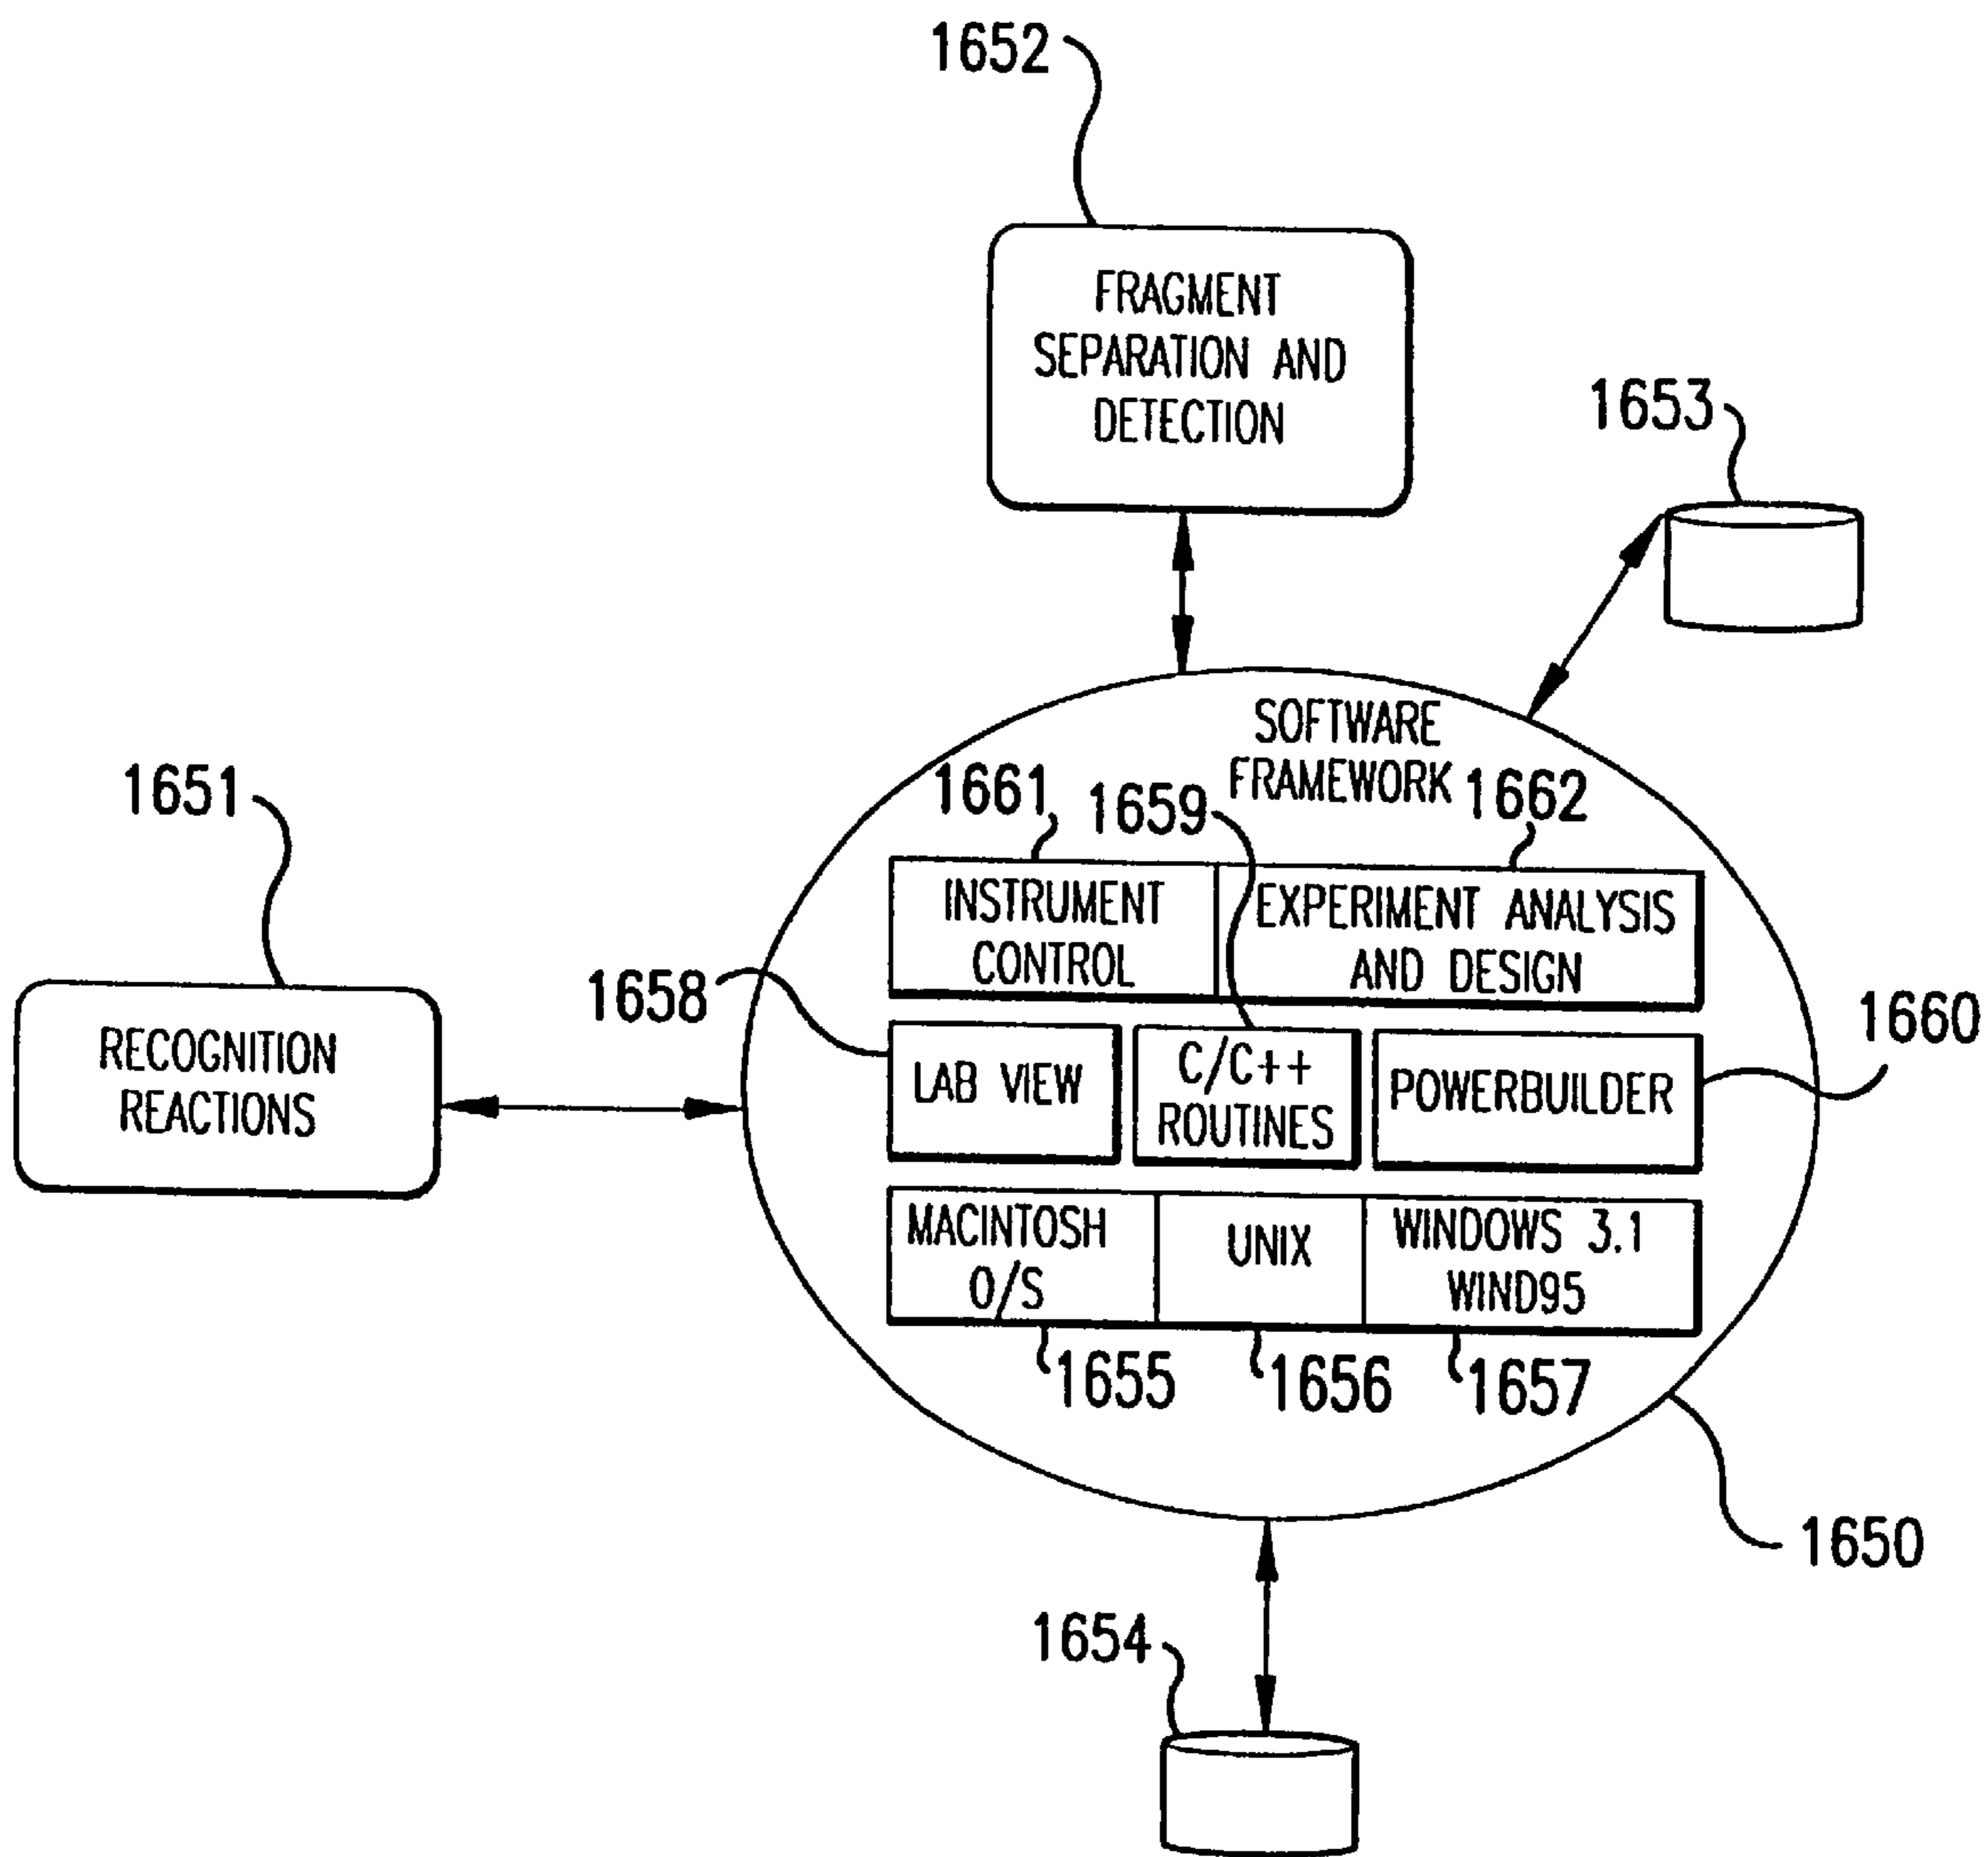 1652
FRAGMENT
SEPARATION AND
DETECTION
1653
SOFTWARE
FRAMEWORK
1651
1661
1659
1662
INSTRUMENT
CONTROL
EXPERIMENT ANALYSIS
AND DESIGN
1658
1660
RECOGNITION
REACTIONS
LAB VIEW
C/C++
ROUTINES
POWERBUILDER
MACINTOSH
O/S
UNIX
WINDOWS 3.1
WIND95
1655
1656
1657
1650
1654